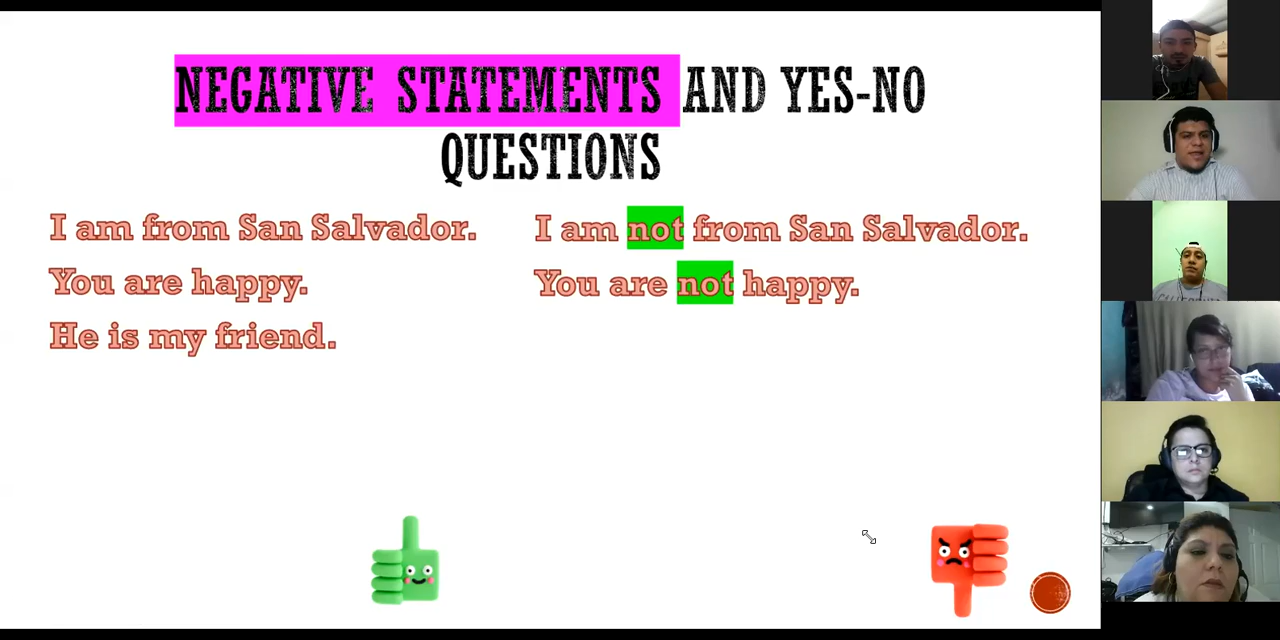 NEGATIVE STATEMENTS AND YES-NO
QUESTIONS
I am from San Salvador.
You are happy.
He is my friend.
I am not from San Salvador.
You are not happy.